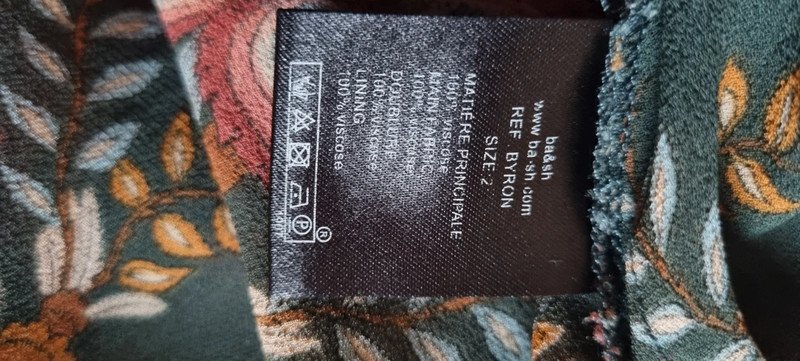 ba&sh
www.ba-sh.com
REF BYRON
SIZE: 2
MATIÈRE PRINCIPALE
100% VISCOSE
MAIN FABRIC
100% VISCOSE
DOUBLURE
100% VISCOSE
LINING
100% VISCOSE
P
®